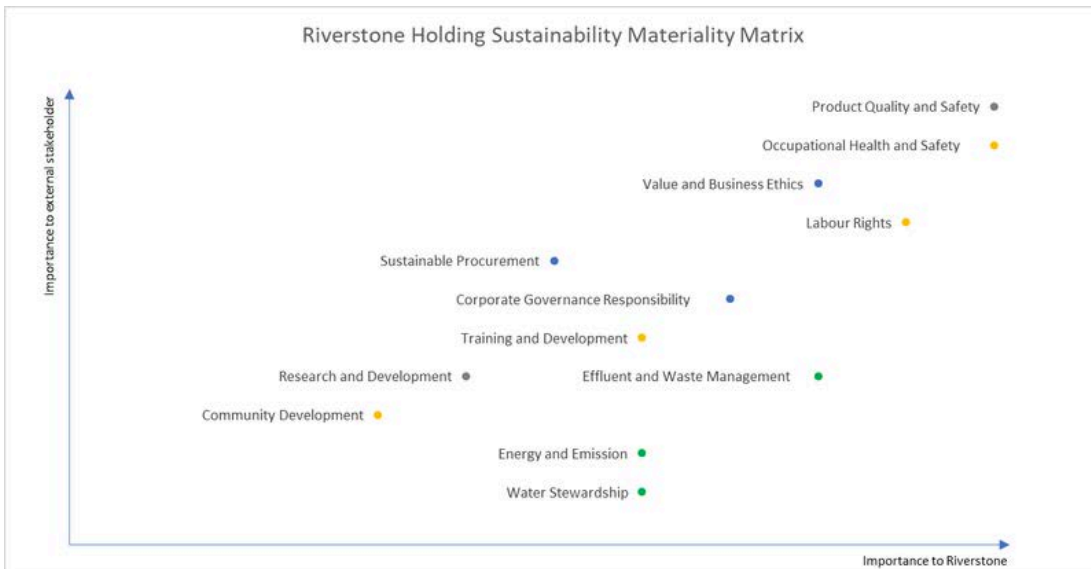 Riverstone Holding Sustainability Materiality Matrix
Importance to external stakeholder
Product Quality and Safety
Occupational Health and Safety
Value and Business Ethics
Labour Rights
Sustainable Procurement
Corporate Governance Responsibility
Training and Development
Research and Development
Effluent and Waste Management
Community Development
Energy and Emission
Water Stewardship
Importance to Riverstone